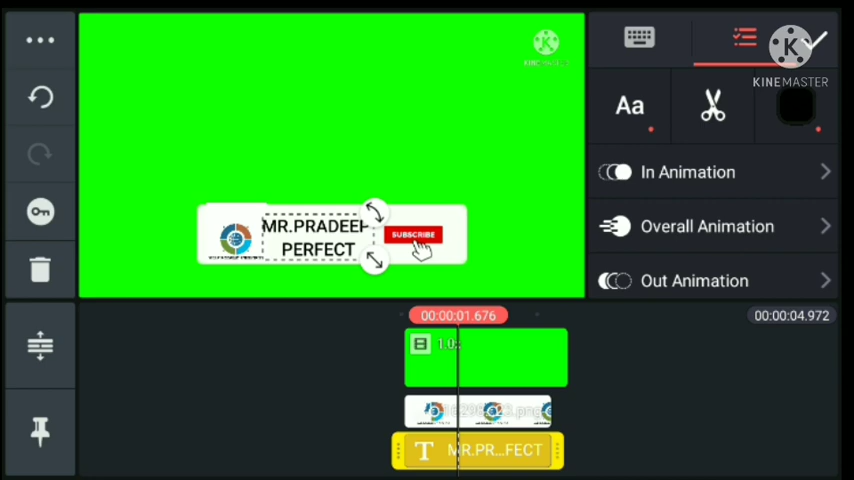 KINEMASTER
KINEMASTER
Aa
In Animation
MR.PRADEEP
PERFECT
SUBSCRIBE
Overall Animation
Out Animation
00:00:01.676
00:00:04.972
1.0x
T
MR.PR...FECT